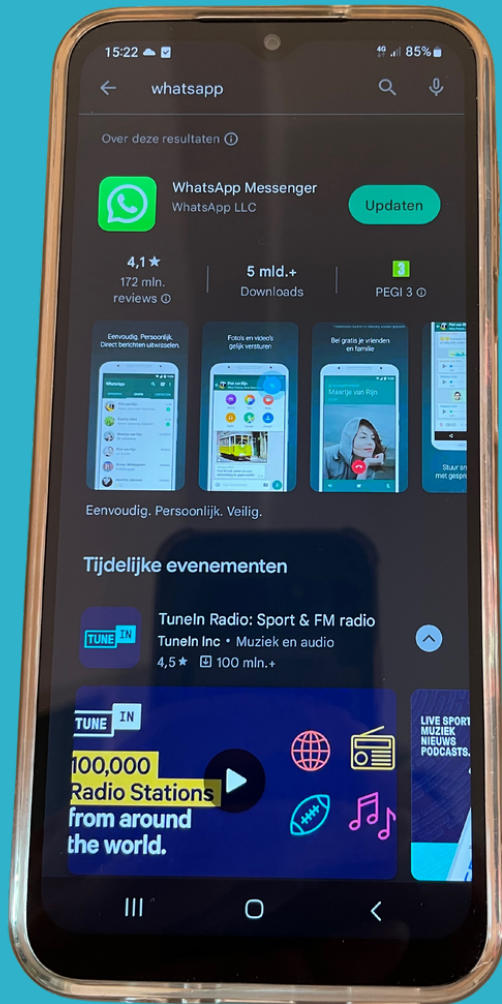 15:22
4G
85%
whatsapp
Over deze resultaten
WhatsApp Messenger
WhatsApp LLC
Updaten
4,1★
172 mln.
reviews
5 mld.+
Downloads
3
PEGI 3
Eenvoudig. Persoonlijk.
Direct berichten uitwisselen.
Foto's en video's
gelijk versturen
Bel gratis je vrienden
en familie
Maartje van Rijn
WhatsApp
Eenvoudig. Persoonlijk. Veilig.
Tijdelijke evenementen
TuneIn Radio: Sport & FM radio
TuneIn Inc • Muziek en audio
4,5★ 100 mln.+
TUNE IN
TUNE IN
100,000
Radio Stations
from around
the world.
LIVE SPORT
MUZIEK
NIEUWS
PODCASTS.